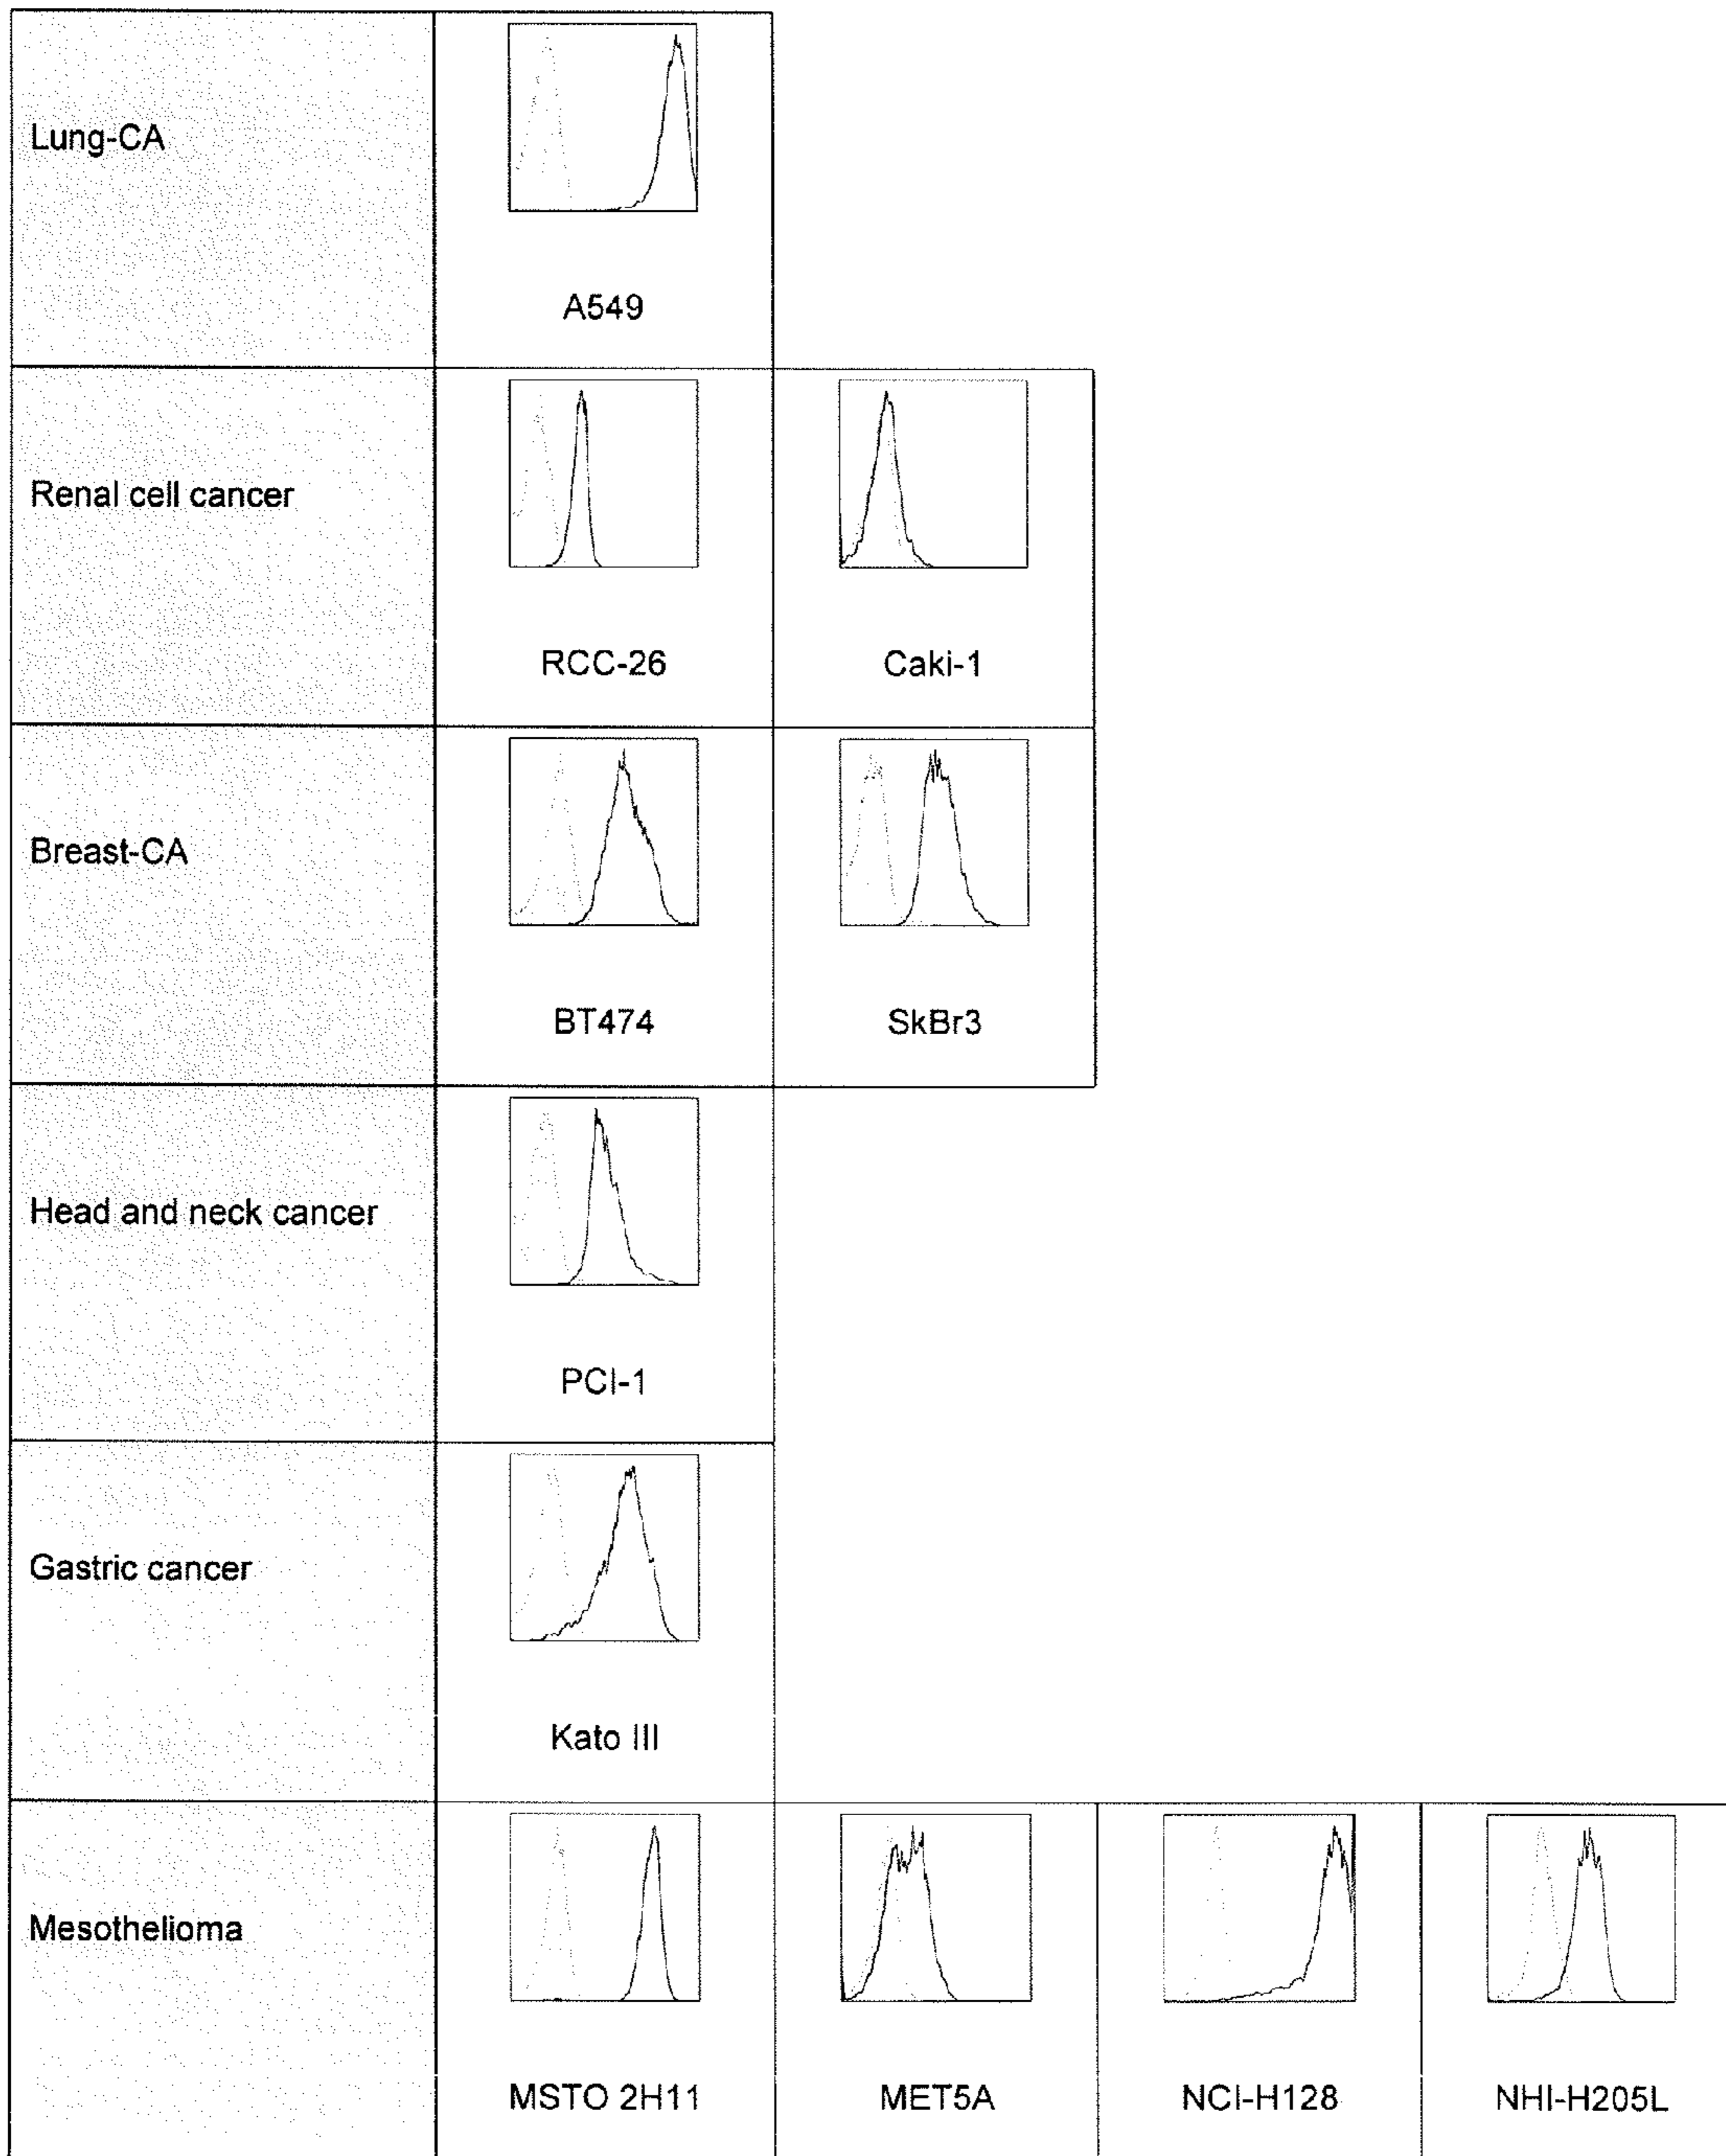 Lung-CA
A549
Renal cell cancer
RCC-26
Caki-1
Breast-CA
BT474
SkBr3
Head and neck cancer
PCI-1
Gastric cancer
Kato III
Mesothelioma
MSTO 2H11
MET5A
NCI-H128
NHI-H205L